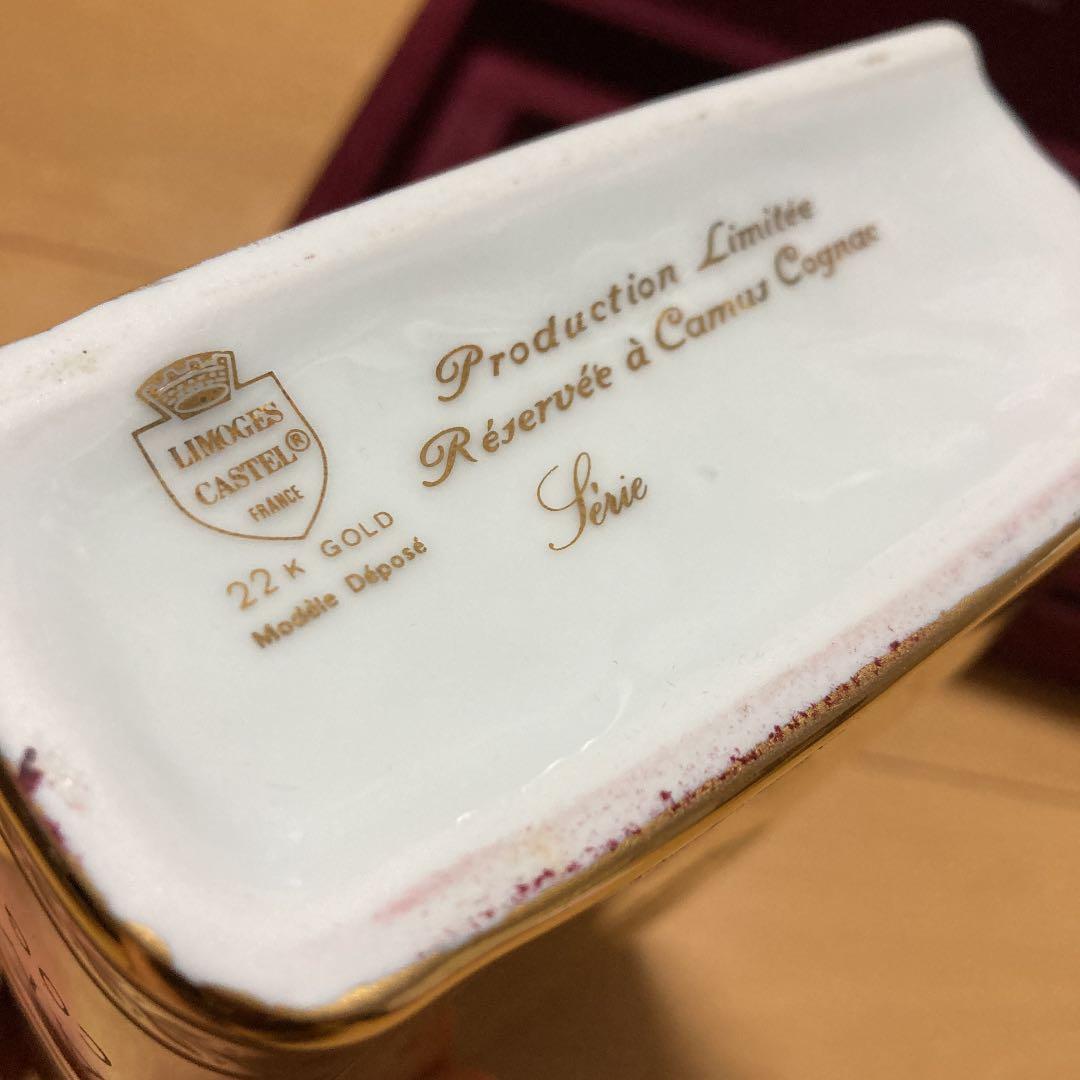 LIMOGES
CASTEL®
FRANCE
22 K GOLD
Modèle Déposé
Production Limitée
Réservée à Camus Cognac
Série